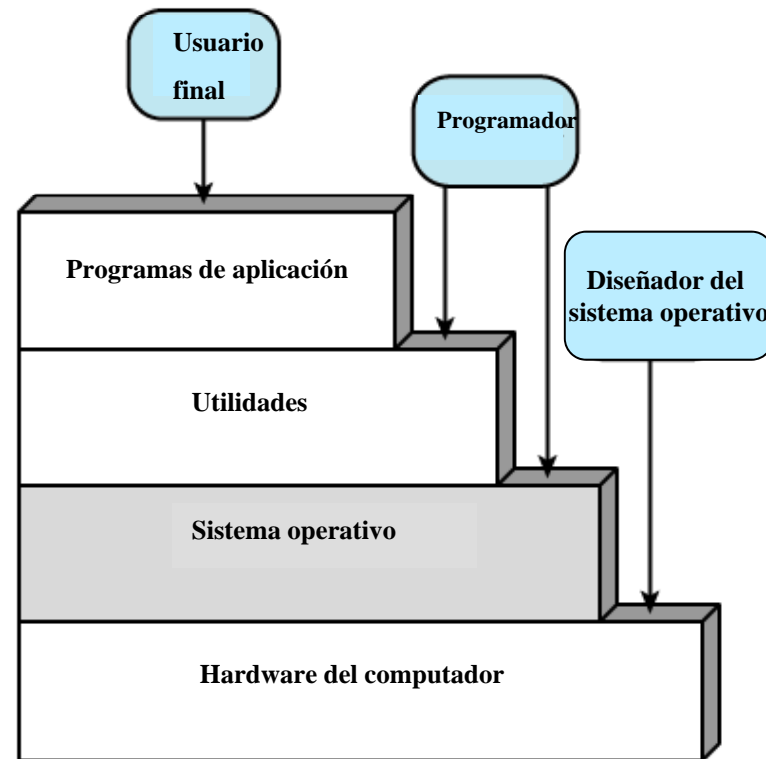 Usuario
final
Programador
Diseñador del
sistema operativo
Programas de aplicación
Utilidades
Sistema operativo
Hardware del computador